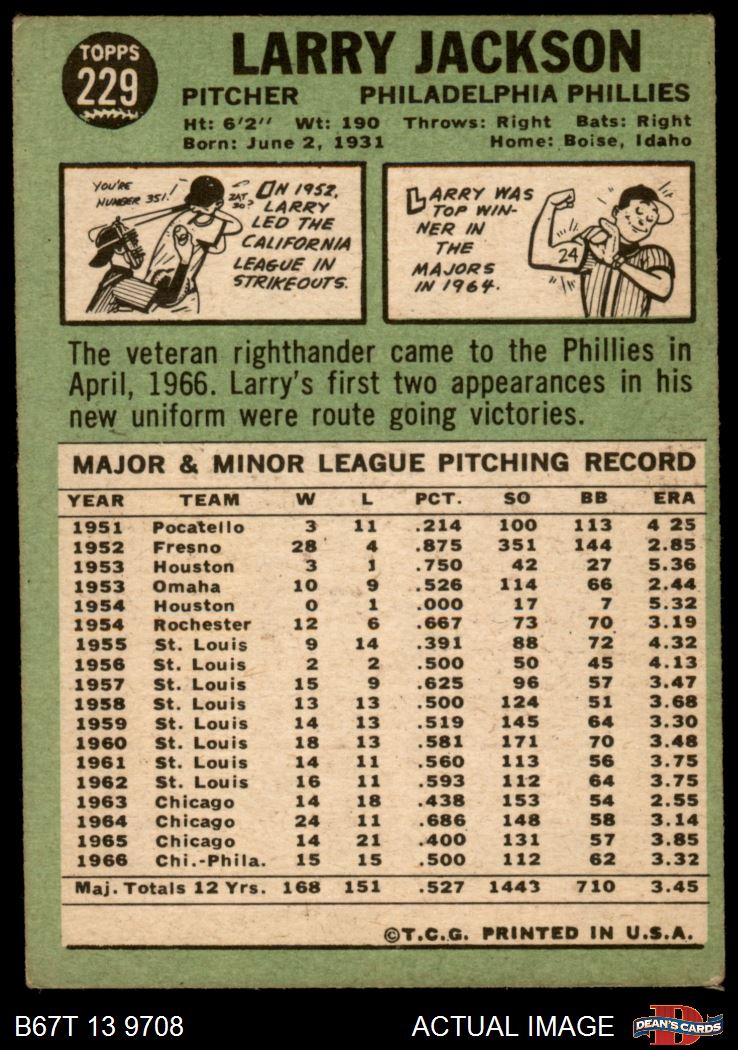 TOPPS
229
LARRY JACKSON
PITCHER PHILADELPHIA PHILLIES
Ht: 6'2" Wt: 190 Throws: Right Bats: Right
Born: June 2, 1931 Home: Boise, Idaho
YOU'RE
NUMBER 351!
ZAT
SO?
IN 1952,
LARRY
LED THE
CALIFORNIA
LEAGUE IN
STRIKEOUTS.
LARRY WAS
TOP WIN-
NER IN
THE
MAJORS
IN 1964.
24
The veteran righthander came to the Phillies in
April, 1966. Larry's first two appearances in his
new uniform were route going victories.
MAJOR & MINOR LEAGUE PITCHING RECORD
YEAR TEAM W L PCT. SO BB ERA
1951 Pocatello 3 11 .214 100 113 4 25
1952 Fresno 28 4 .875 351 144 2.85
1953 Houston 3 1 .750 42 27 5.36
1953 Omaha 10 9 .526 114 66 2.44
1954 Houston 0 1 .000 17 7 5.32
1954 Rochester 12 6 .667 73 70 3.19
1955 St. Louis 9 14 .391 88 72 4.32
1956 St. Louis 2 2 .500 50 45 4.13
1957 St. Louis 15 9 .625 96 57 3.47
1958 St. Louis 13 13 .500 124 51 3.68
1959 St. Louis 14 13 .519 145 64 3.30
1960 St. Louis 18 13 .581 171 70 3.48
1961 St. Louis 14 11 .560 113 56 3.75
1962 St. Louis 16 11 .593 112 64 3.75
1963 Chicago 14 18 .438 153 54 2.55
1964 Chicago 24 11 .686 148 58 3.14
1965 Chicago 14 21 .400 131 57 3.85
1966 Chi.-Phila. 15 15 .500 112 62 3.32
Maj. Totals 12 Yrs. 168 151 .527 1443 710 3.45
©T.C.G. PRINTED IN U.S.A.
B67T 13 9708 ACTUAL IMAGE
DEAN'S CARDS